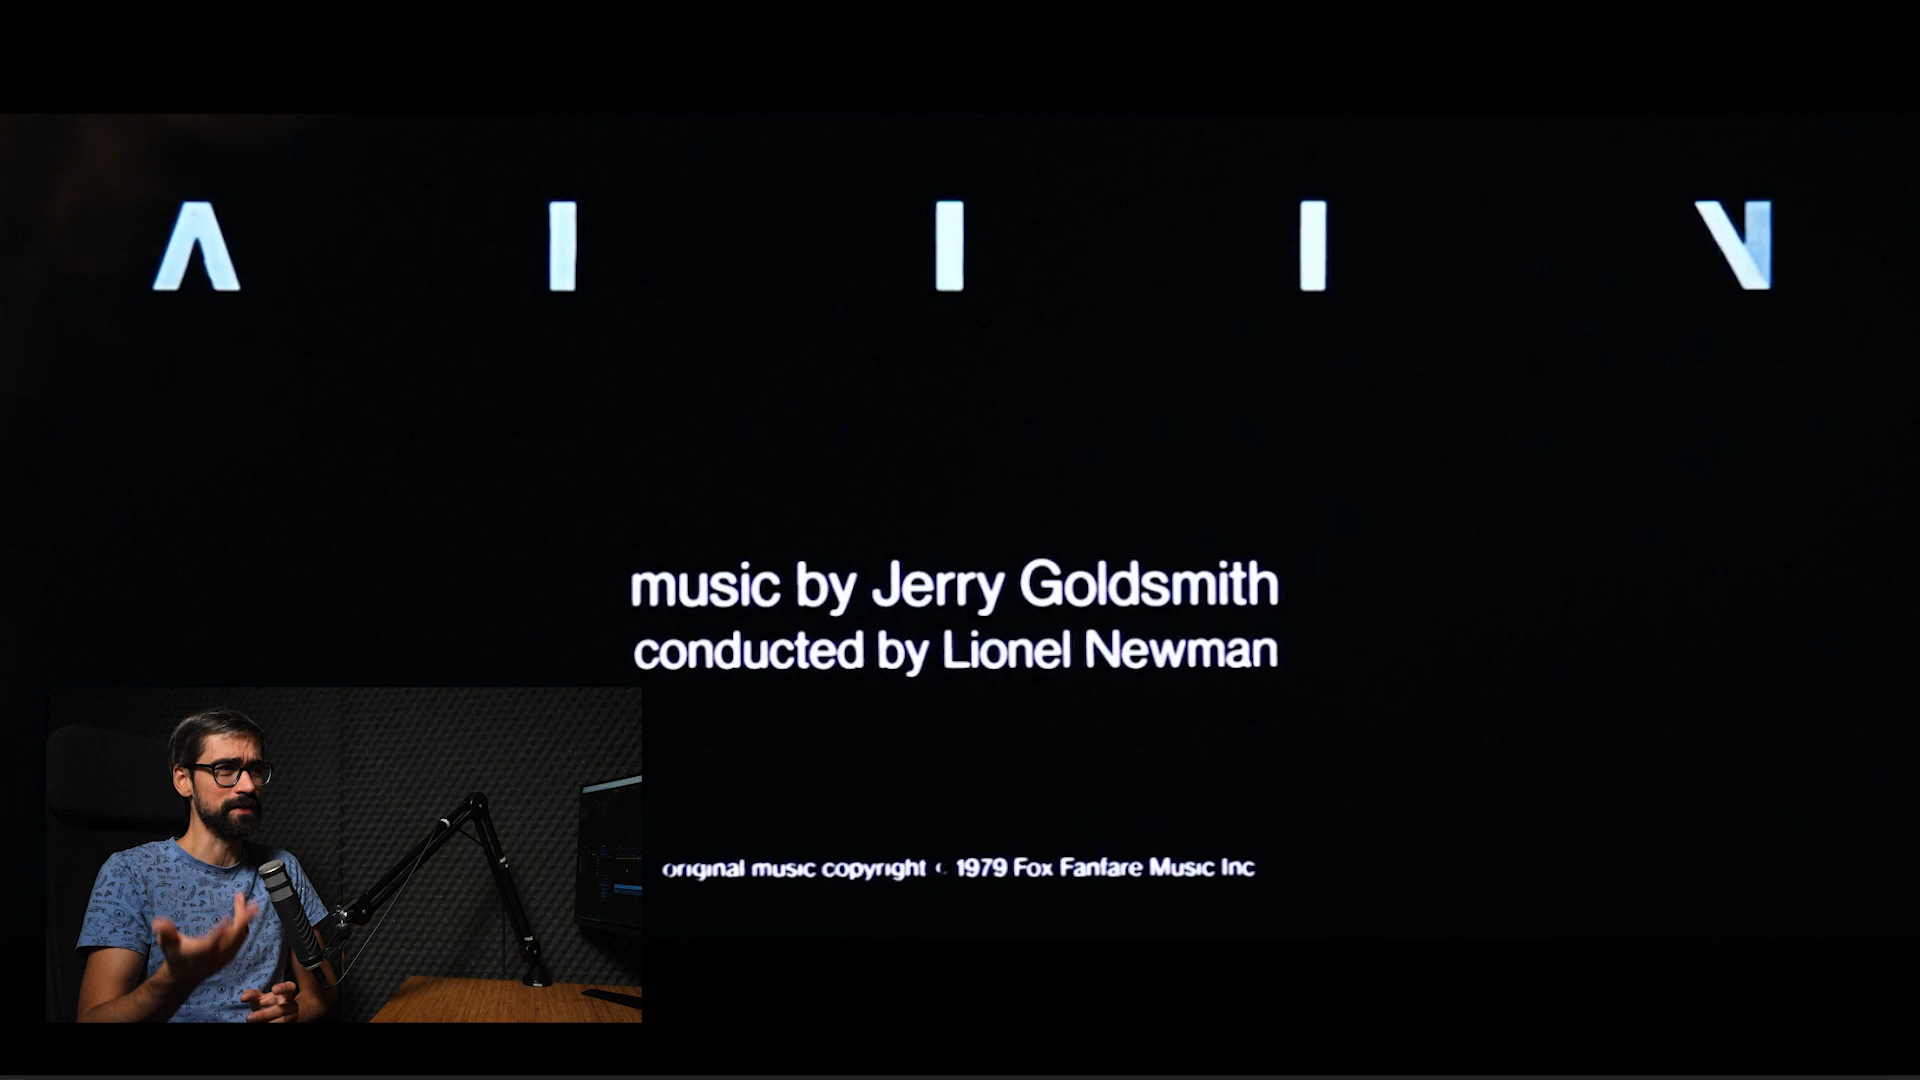 A I I I N
music by Jerry Goldsmith
conducted by Lionel Newman
original music copyright © 1979 Fox Fanfare Music Inc